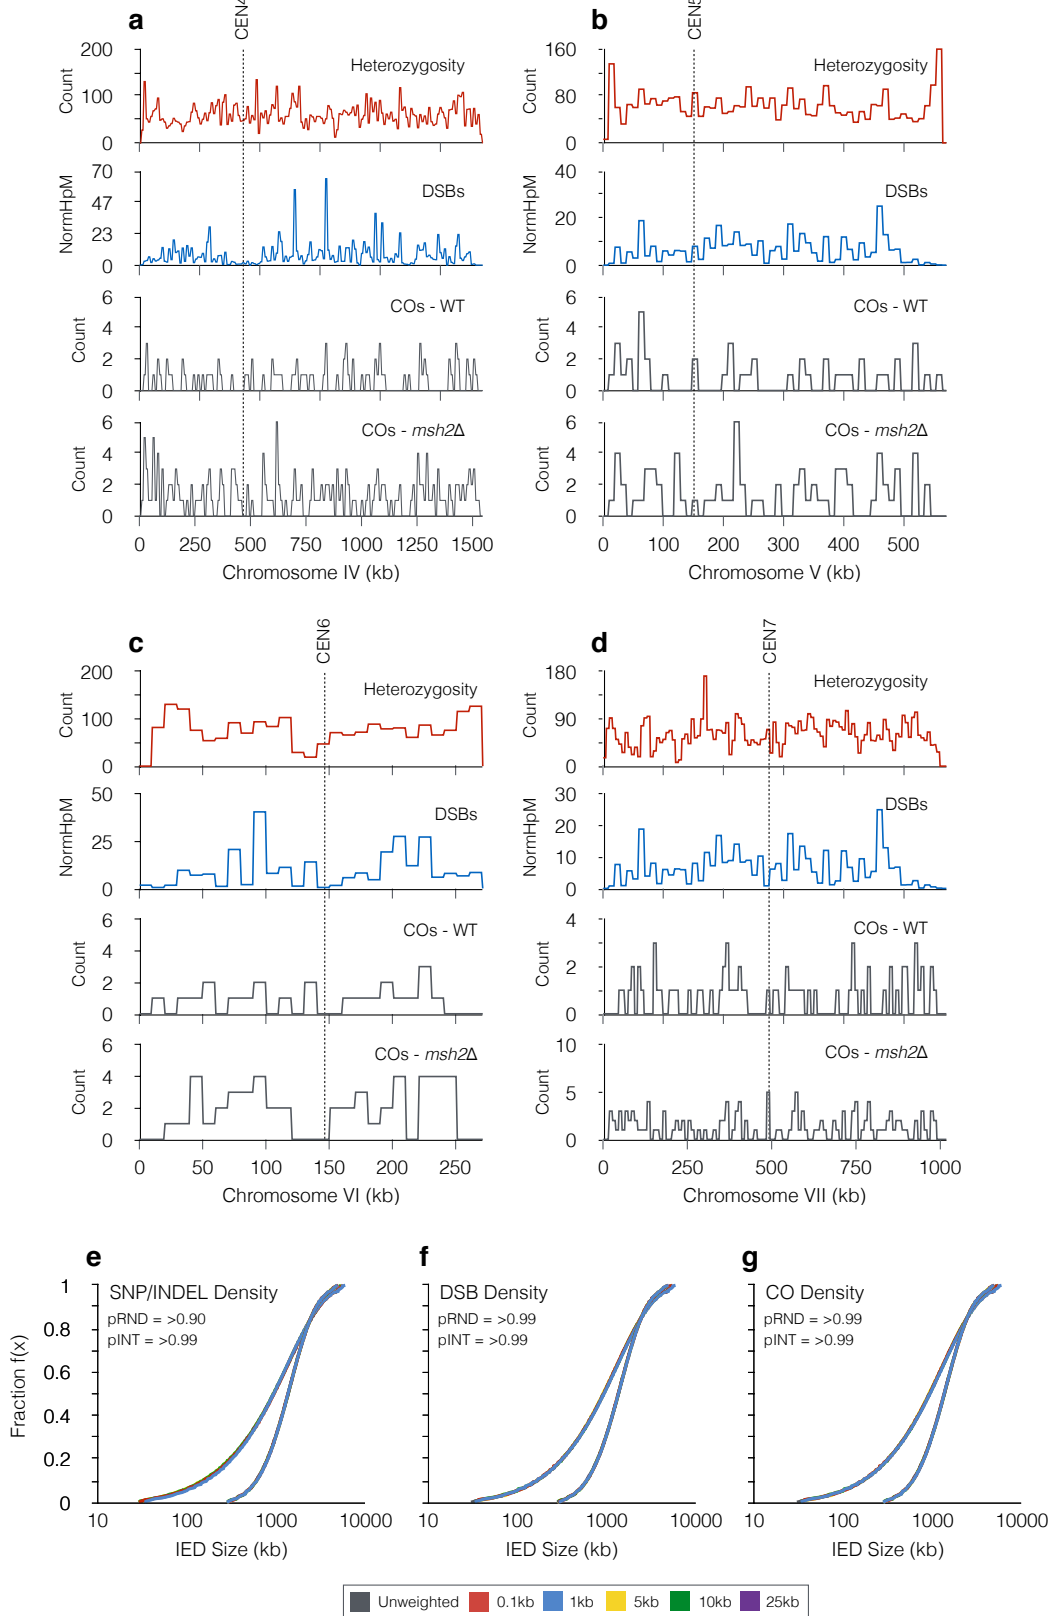 a
CEN4
200
100
0
Count
Heterozygosity
70
47
23
0
NormHpM
DSBs
6
4
2
0
Count
COs - WT
6
4
2
0
Count
COs - msh2Δ
0 250 500 750 1000 1250 1500
Chromosome IV (kb)
b
CEN5
160
80
0
Count
Heterozygosity
40
20
0
NormHpM
DSBs
6
4
2
0
Count
COs - WT
6
4
2
0
Count
COs - msh2Δ
0 100 200 300 400 500
Chromosome V (kb)
c
CEN6
200
100
0
Count
Heterozygosity
50
25
0
NormHpM
DSBs
6
4
2
0
Count
COs - WT
6
4
2
0
Count
COs - msh2Δ
0 50 100 150 200 250
Chromosome VI (kb)
d
CEN7
180
90
0
Count
Heterozygosity
30
20
10
0
NormHpM
DSBs
4
2
0
Count
COs - WT
10
5
0
Count
COs - msh2Δ
0 250 500 750 1000
Chromosome VII (kb)
e
SNP/INDEL Density
pRND = >0.90
pINT = >0.99
1
0.8
0.6
0.4
0.2
0
Fraction f(x)
10 100 1000 10000
IED Size (kb)
f
DSB Density
pRND = >0.99
pINT = >0.99
10 100 1000 10000
IED Size (kb)
g
CO Density
pRND = >0.99
pINT = >0.99
10 100 1000 10000
IED Size (kb)
Unweighted 0.1kb 1kb 5kb 10kb 25kb